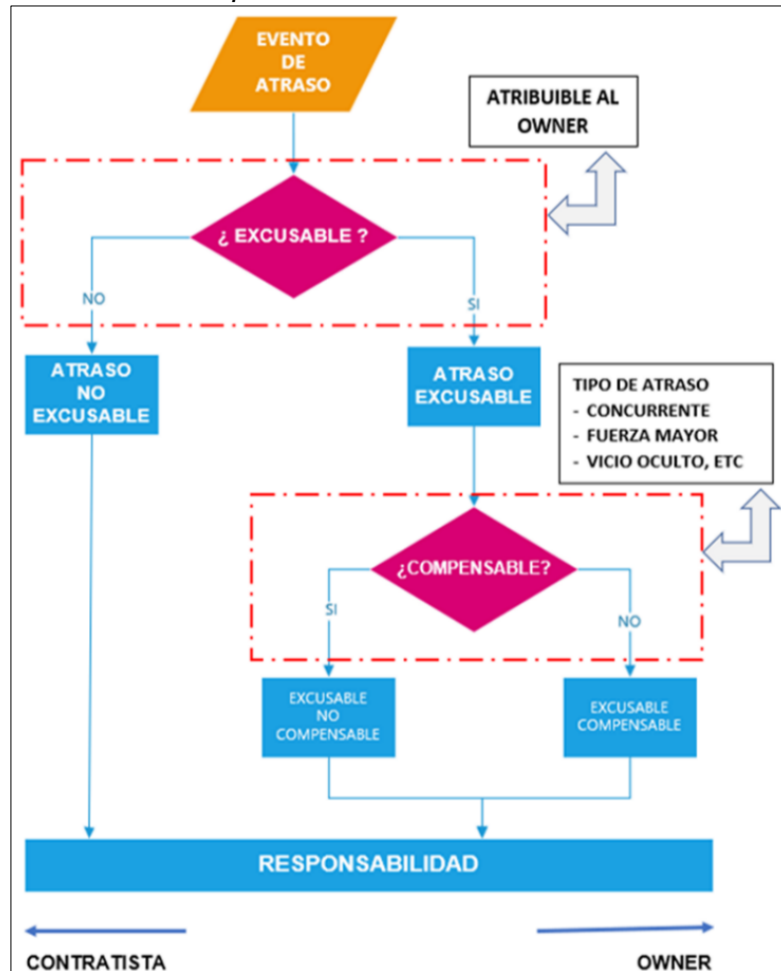 EVENTO
DE
ATRASO
ATRIBUIBLE AL
OWNER
¿ EXCUSABLE ?
NO
SI
ATRASO
NO
EXCUSABLE
ATRASO
EXCUSABLE
TIPO DE ATRASO
- CONCURRENTE
- FUERZA MAYOR
- VICIO OCULTO, ETC
¿COMPENSABLE?
SI
NO
EXCUSABLE
NO
COMPENSABLE
EXCUSABLE
COMPENSABLE
RESPONSABILIDAD
CONTRATISTA
OWNER